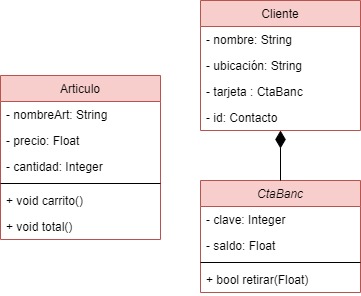 Cliente
- nombre: String
- ubicación: String
- tarjeta : CtaBanc
- id: Contacto
Articulo
- nombreArt: String
- precio: Float
- cantidad: Integer
+ void carrito()
+ void total()
CtaBanc
- clave: Integer
- saldo: Float
+ bool retirar(Float)